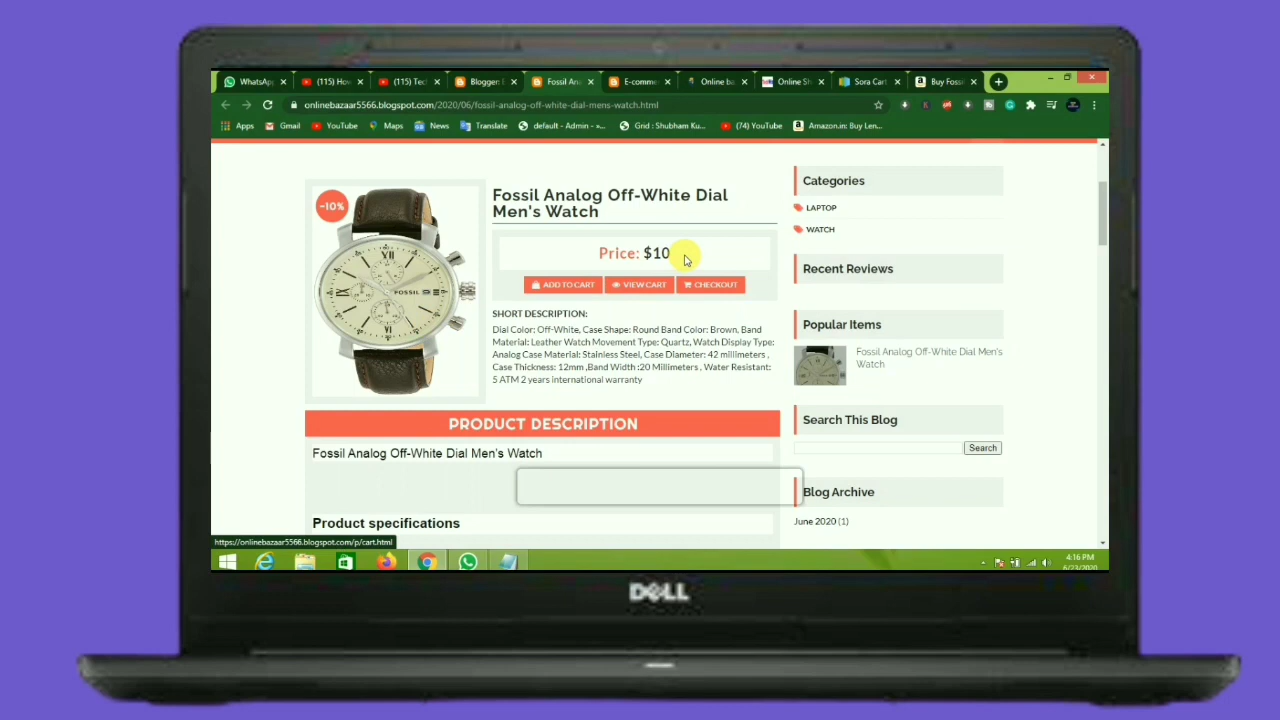 WhatsApp
(115) How
(115) Tec
Blogger:
Fossil An
E-comme
Online ba
Online Sh
Sora Cart
Buy Fossi
onlinebazaar5566.blogspot.com/2020/06/fossil-analog-off-white-dial-mens-watch.html
Apps
Gmail
YouTube
Maps
News
Translate
default - Admin - »...
Grid : Shubham Ku...
(74) YouTube
Amazon.in: Buy Len...
-10%
FOSSIL
Fossil Analog Off-White Dial
Men's Watch
Price: $10
ADD TO CART
VIEW CART
CHECKOUT
SHORT DESCRIPTION:
Dial Color: Off-White, Case Shape: Round Band Color: Brown, Band
Material: Leather Watch Movement Type: Quartz, Watch Display Type:
Analog Case Material: Stainless Steel, Case Diameter: 42 millimeters ,
Case Thickness: 12mm ,Band Width :20 Millimeters , Water Resistant:
5 ATM 2 years international warranty
PRODUCT DESCRIPTION
Fossil Analog Off-White Dial Men's Watch
Product specifications
Categories
LAPTOP
WATCH
Recent Reviews
Popular Items
Fossil Analog Off-White Dial Men's
Watch
Search This Blog
Search
Blog Archive
June 2020 (1)
https://onlinebazaar5566.blogspot.com/p/cart.html
4:16 PM
6/23/2020
DELL